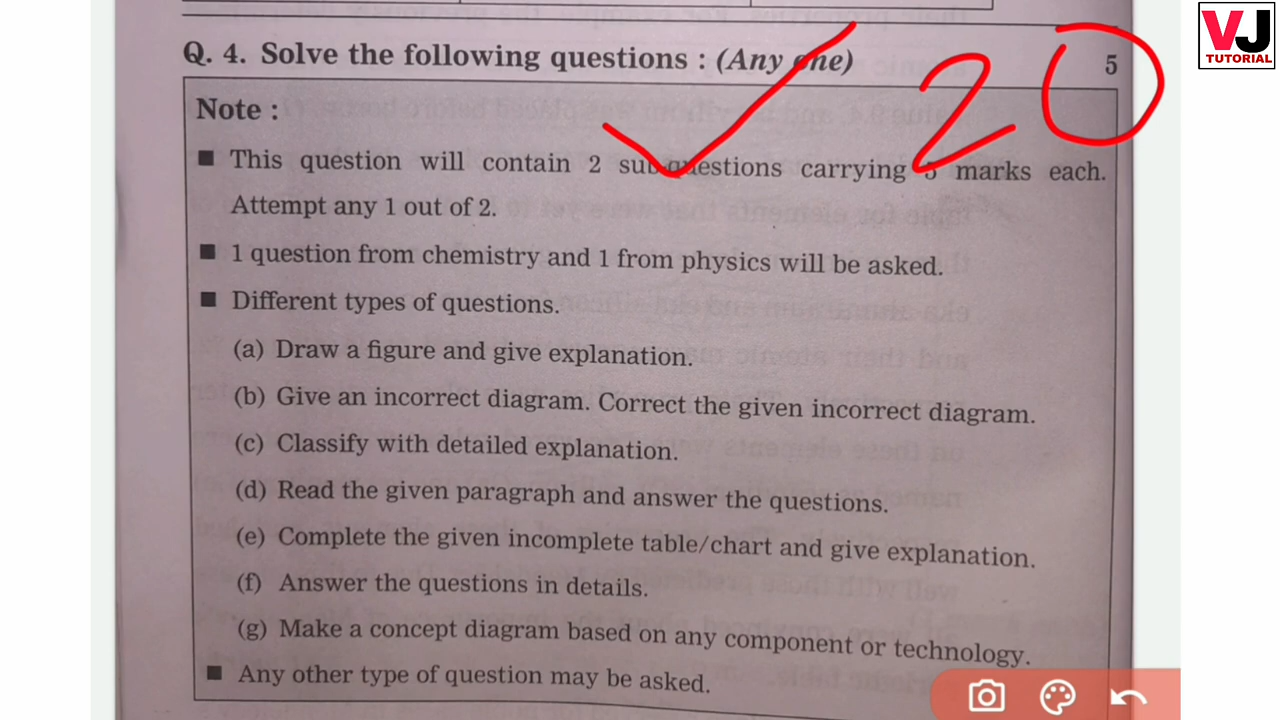 VJ
TUTORIAL
Q. 4. Solve the following questions : (Any one) 5
2
Note :
■ This question will contain 2 subquestions carrying 5 marks each.
Attempt any 1 out of 2.
■ 1 question from chemistry and 1 from physics will be asked.
■ Different types of questions.
(a) Draw a figure and give explanation.
(b) Give an incorrect diagram. Correct the given incorrect diagram.
(c) Classify with detailed explanation.
(d) Read the given paragraph and answer the questions.
(e) Complete the given incomplete table/chart and give explanation.
(f) Answer the questions in details.
(g) Make a concept diagram based on any component or technology.
■ Any other type of question may be asked.